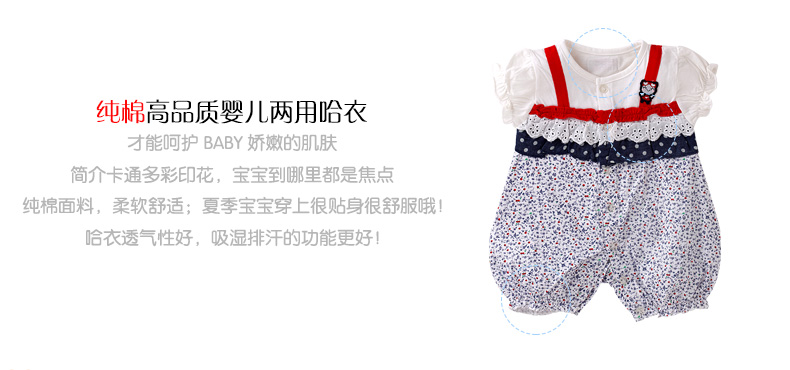 纯棉高品质婴儿两用哈衣
才能呵护 BABY 娇嫩的肌肤
简介卡通多彩印花，宝宝到哪里都是焦点
纯棉面料，柔软舒适；夏季宝宝穿上很贴身很舒服哦！
哈衣透气性好，吸湿排汗的功能更好！